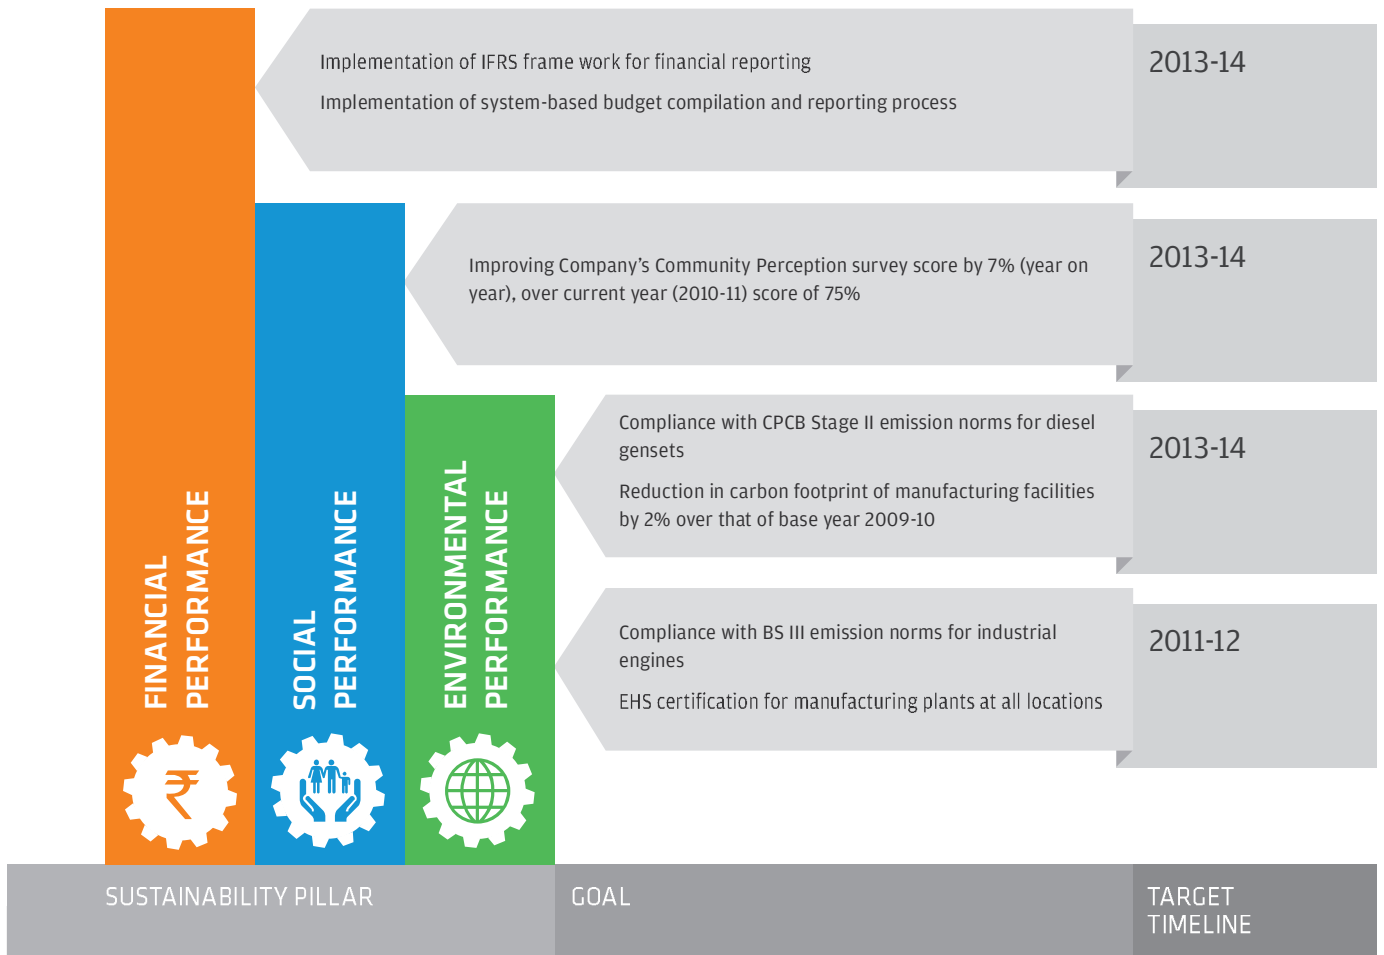 Implementation of IFRS frame work for financial reporting
Implementation of system-based budget compilation and reporting process
2013-14
Improving Company's Community Perception survey score by 7% (year on
year), over current year (2010-11) score of 75%
2013-14
Compliance with CPCB Stage II emission norms for diesel
gensets
Reduction in carbon footprint of manufacturing facilities
by 2% over that of base year 2009-10
2013-14
Compliance with BS III emission norms for industrial
engines
EHS certification for manufacturing plants at all locations
2011-12
FINANCIAL
PERFORMANCE
SOCIAL
PERFORMANCE
ENVIRONMENTAL
PERFORMANCE
₹
SUSTAINABILITY PILLAR
GOAL
TARGET
TIMELINE